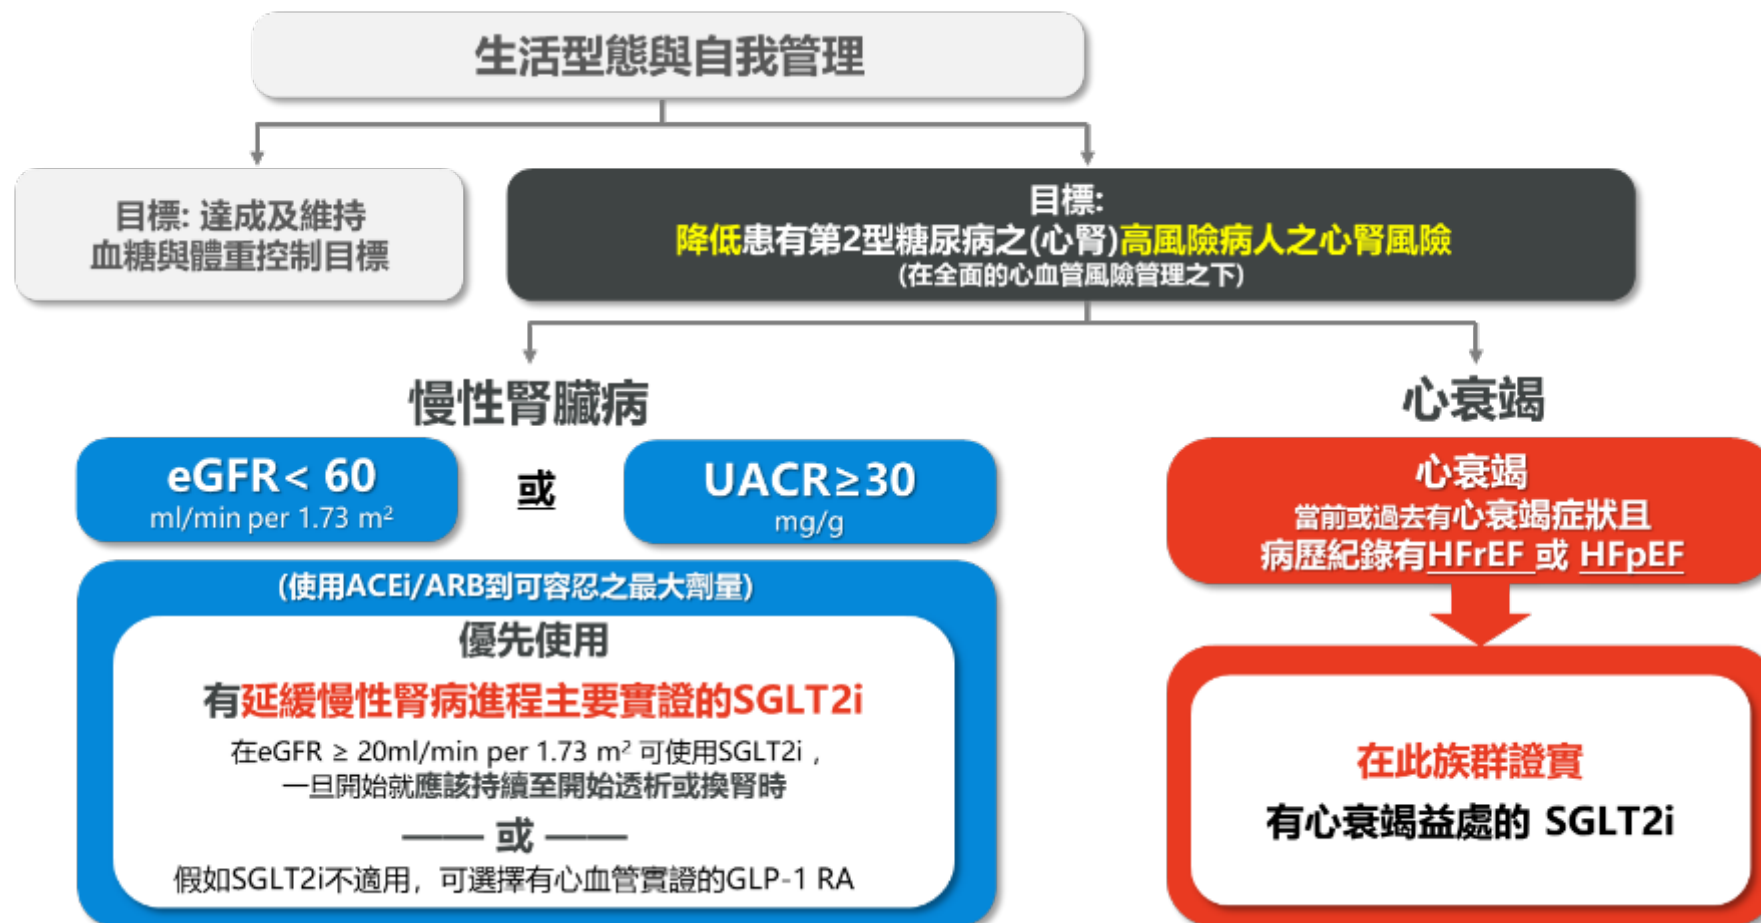 生活型態與自我管理
目標: 達成及維持
血糖與體重控制目標
目標:
降低患有第2型糖尿病之(心腎)高風險病人之心腎風險
(在全面的心血管風險管理之下)
慢性腎臟病
eGFR< 60
ml/min per 1.73 m²
或
UACR≥30
mg/g
(使用ACEi/ARB到可容忍之最大劑量)
優先使用
有延緩慢性腎病進程主要實證的SGLT2i
在eGFR ≥ 20ml/min per 1.73 m² 可使用SGLT2i ,
一旦開始就應該持續至開始透析或換腎時
—— 或 ——
假如SGLT2i不適用，可選擇有心血管實證的GLP-1 RA
心衰竭
心衰竭
當前或過去有心衰竭症狀且
病歷紀錄有HFrEF 或 HFpEF
在此族群證實
有心衰竭益處的 SGLT2i